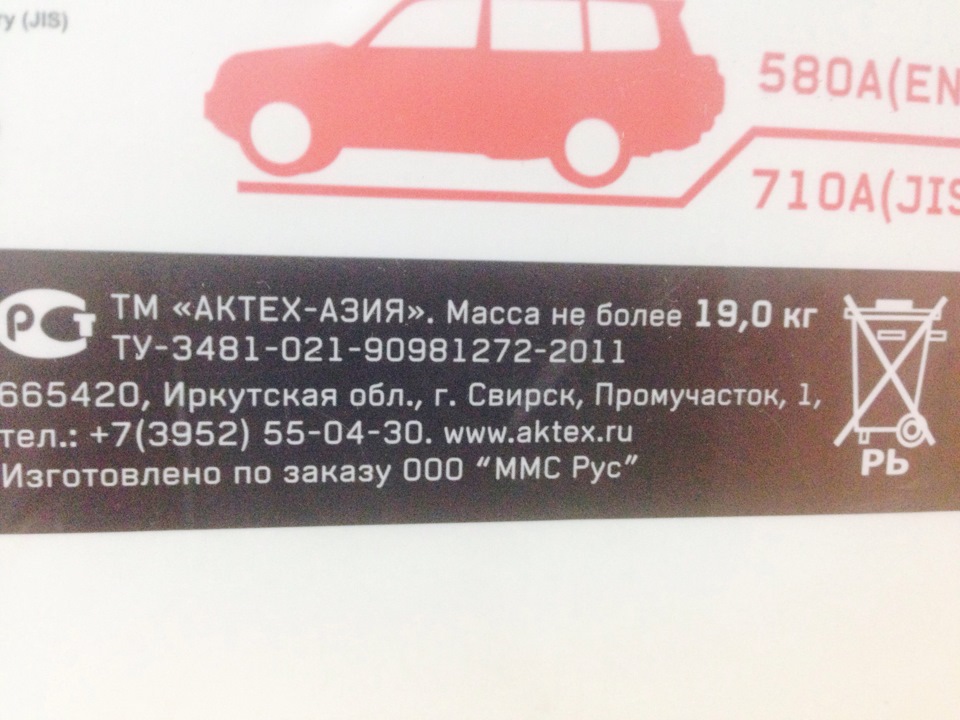 (JIS)
580A(EN
710A(JIS
РСТ ТМ «АКТЕХ-АЗИЯ». Масса не более 19,0 кг
ТУ-3481-021-90981272-2011
665420, Иркутская обл., г. Свирск, Промучасток, 1,
тел.: +7(3952) 55-04-30. www.aktex.ru
Изготовлено по заказу ООО “ММС Рус”
Pb